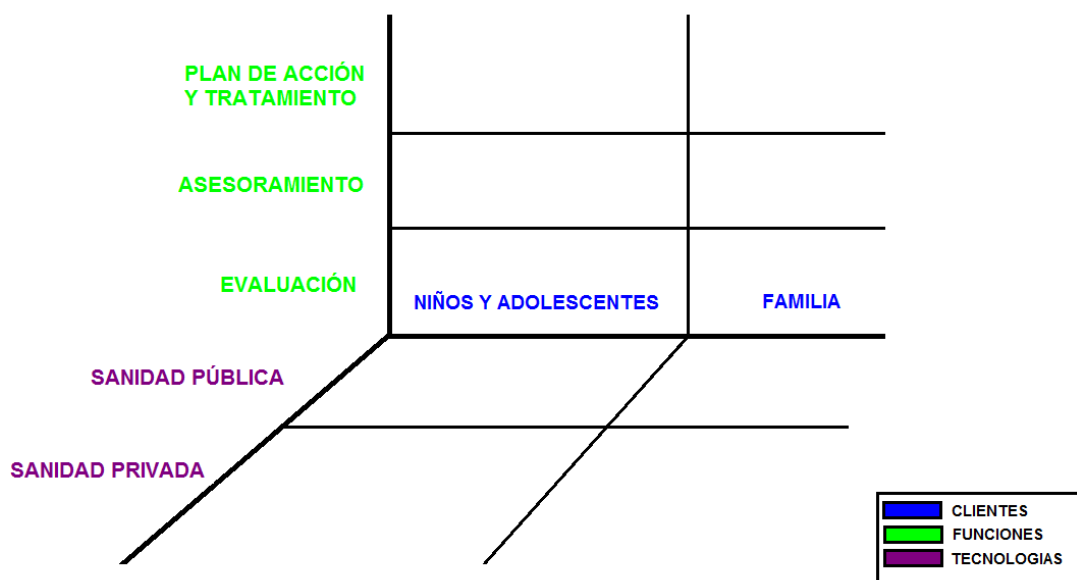 PLAN DE ACCIÓN
Y TRATAMIENTO
ASESORAMIENTO
EVALUACIÓN
NIÑOS Y ADOLESCENTES
FAMILIA
SANIDAD PÚBLICA
SANIDAD PRIVADA
CLIENTES
FUNCIONES
TECNOLOGIAS